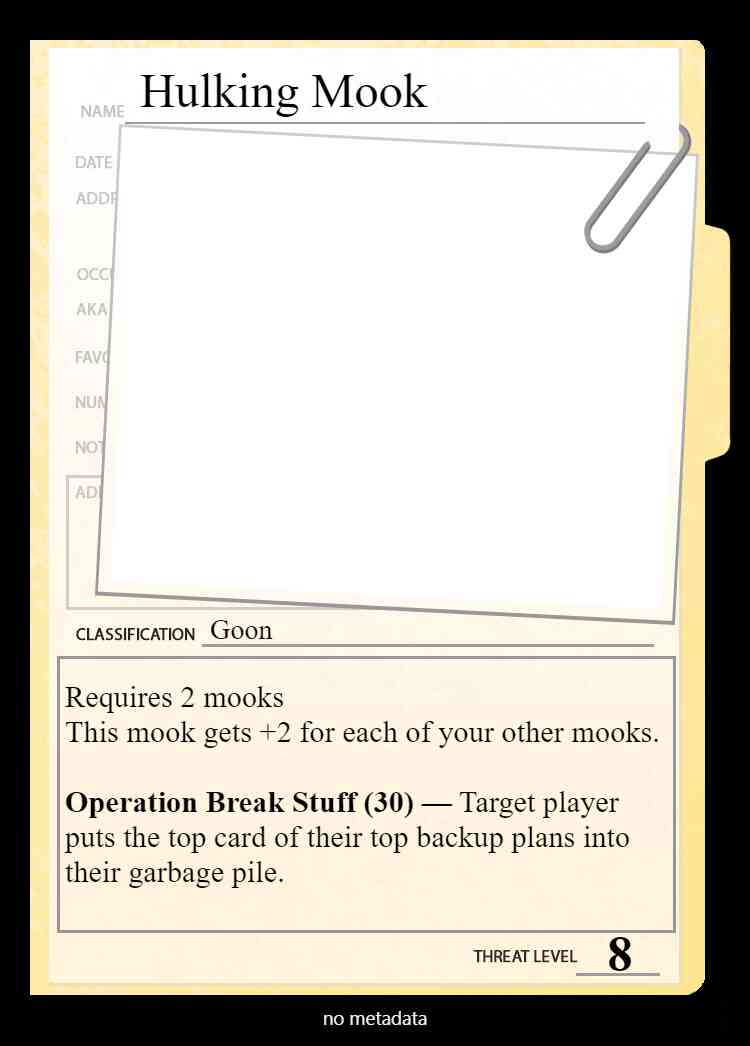 Hulking Mook
NAME
DATE
ADDR
OCCU
AKA
FAVO
NUM
NOT
ADD
CLASSIFICATION Goon
Requires 2 mooks
This mook gets +2 for each of your other mooks.
Operation Break Stuff (30) — Target player
puts the top card of their top backup plans into
their garbage pile.
THREAT LEVEL 8
no metadata